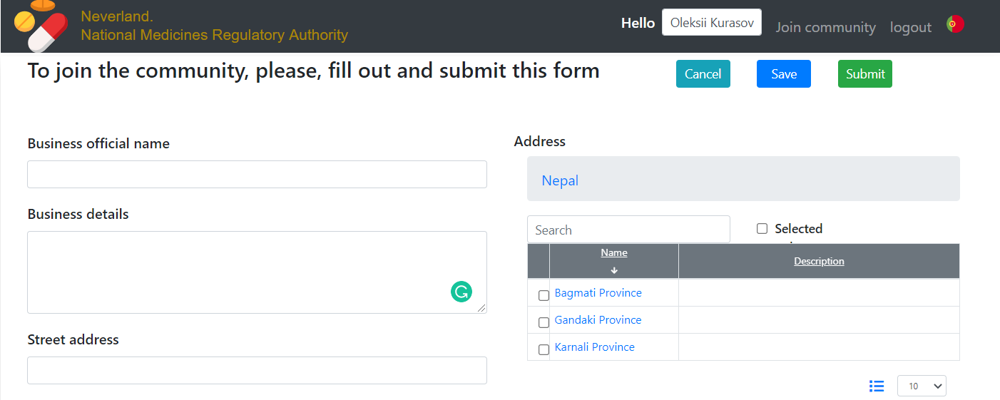 Neverland.
National Medicines Regulatory Authority
Hello Oleksii Kurasov Join community logout
To join the community, please, fill out and submit this form
Cancel Save Submit
Business official name
Business details
Street address
Address
Nepal
Search
Selected
Name Description
Bagmati Province
Gandaki Province
Karnali Province
10